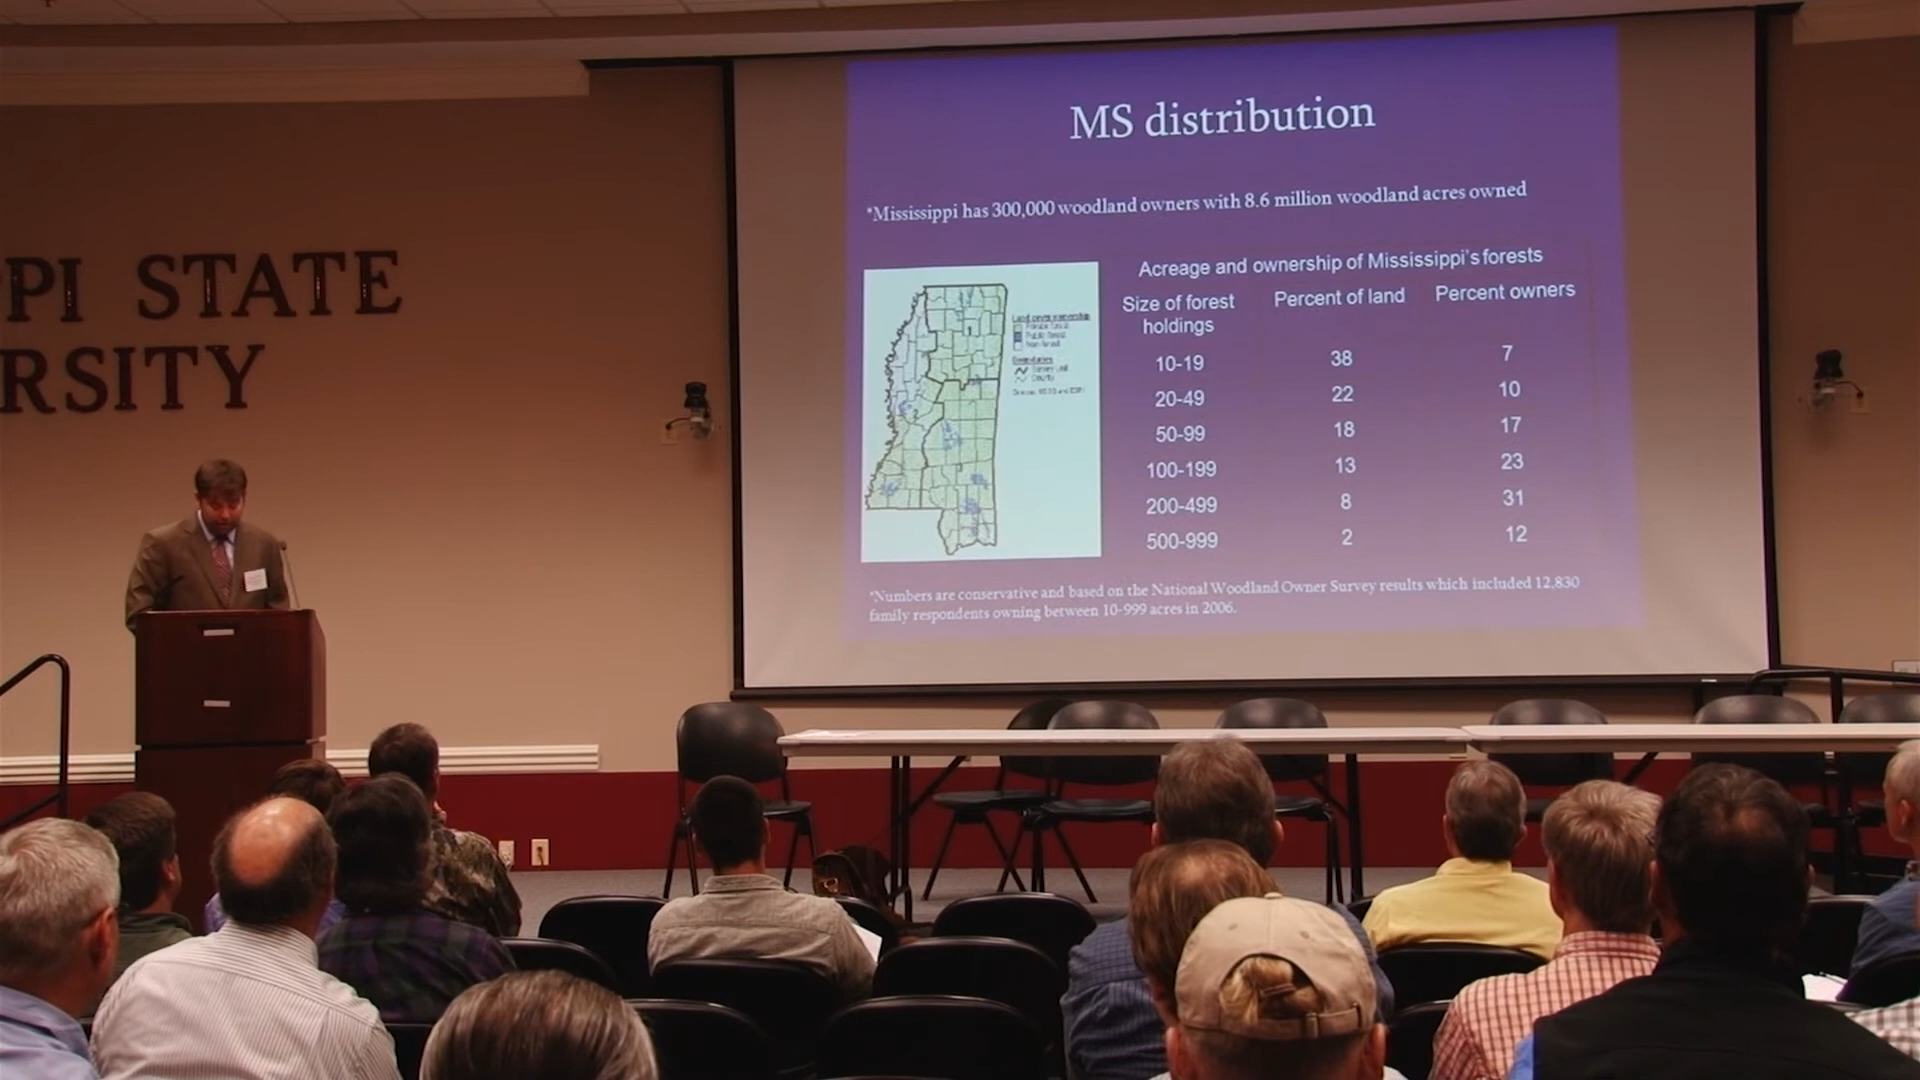 PI STATE
RSITY
MS distribution
*Mississippi has 300,000 woodland owners with 8.6 million woodland acres owned
Acreage and ownership of Mississippi's forests
Size of forest holdings Percent of land Percent owners
10-19 38 7
20-49 22 10
50-99 18 17
100-199 13 23
200-499 8 31
500-999 2 12
*Numbers are conservative and based on the National Woodland Owner Survey results which included 12,830
family respondents owning between 10-999 acres in 2006.